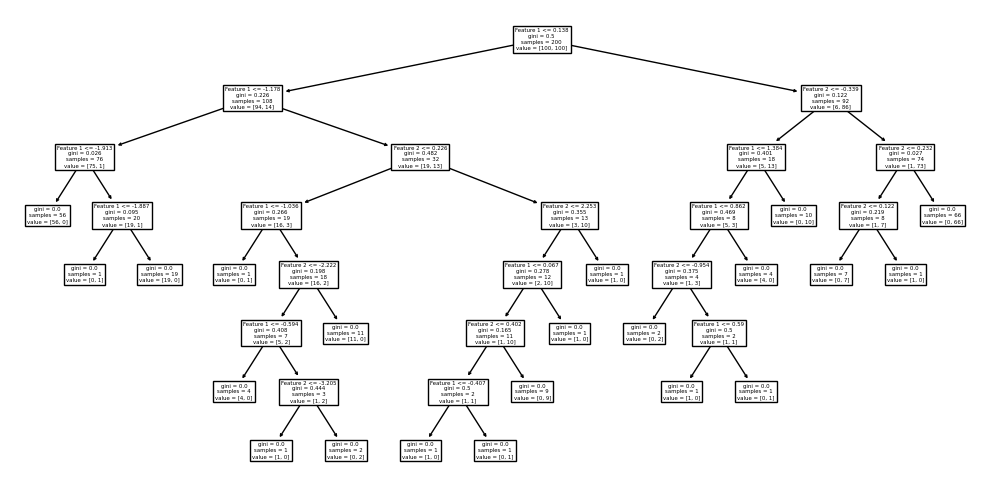 Feature 1 <= 0.138
gini = 0.5
samples = 200
value = [100, 100]
Feature 1 <= -1.178
gini = 0.226
samples = 108
value = [94, 14]
Feature 2 <= -0.339
gini = 0.122
samples = 92
value = [6, 86]
Feature 1 <= -1.913
gini = 0.026
samples = 76
value = [75, 1]
Feature 2 <= 0.226
gini = 0.482
samples = 32
value = [19, 13]
Feature 1 <= 1.384
gini = 0.401
samples = 18
value = [5, 13]
Feature 2 <= 0.232
gini = 0.027
samples = 74
value = [1, 73]
gini = 0.0
samples = 56
value = [56, 0]
Feature 1 <= -1.887
gini = 0.095
samples = 20
value = [19, 1]
Feature 1 <= -1.036
gini = 0.266
samples = 19
value = [16, 3]
Feature 2 <= 2.253
gini = 0.355
samples = 13
value = [3, 10]
Feature 1 <= 0.862
gini = 0.469
samples = 8
value = [5, 3]
gini = 0.0
samples = 10
value = [0, 10]
Feature 2 <= 0.122
gini = 0.219
samples = 8
value = [1, 7]
gini = 0.0
samples = 66
value = [0, 66]
gini = 0.0
samples = 1
value = [0, 1]
gini = 0.0
samples = 19
value = [19, 0]
gini = 0.0
samples = 1
value = [0, 1]
Feature 2 <= -2.222
gini = 0.198
samples = 18
value = [16, 2]
Feature 1 <= 0.067
gini = 0.278
samples = 12
value = [2, 10]
gini = 0.0
samples = 1
value = [1, 0]
Feature 2 <= -0.954
gini = 0.375
samples = 4
value = [1, 3]
gini = 0.0
samples = 4
value = [4, 0]
gini = 0.0
samples = 7
value = [0, 7]
gini = 0.0
samples = 1
value = [1, 0]
Feature 1 <= -0.594
gini = 0.408
samples = 7
value = [5, 2]
gini = 0.0
samples = 11
value = [11, 0]
Feature 2 <= 0.402
gini = 0.165
samples = 11
value = [1, 10]
gini = 0.0
samples = 1
value = [1, 0]
gini = 0.0
samples = 2
value = [0, 2]
Feature 1 <= 0.59
gini = 0.5
samples = 2
value = [1, 1]
gini = 0.0
samples = 4
value = [4, 0]
Feature 2 <= -3.205
gini = 0.444
samples = 3
value = [1, 2]
Feature 1 <= -0.407
gini = 0.5
samples = 2
value = [1, 1]
gini = 0.0
samples = 9
value = [0, 9]
gini = 0.0
samples = 1
value = [1, 0]
gini = 0.0
samples = 1
value = [0, 1]
gini = 0.0
samples = 1
value = [1, 0]
gini = 0.0
samples = 2
value = [0, 2]
gini = 0.0
samples = 1
value = [1, 0]
gini = 0.0
samples = 1
value = [0, 1]